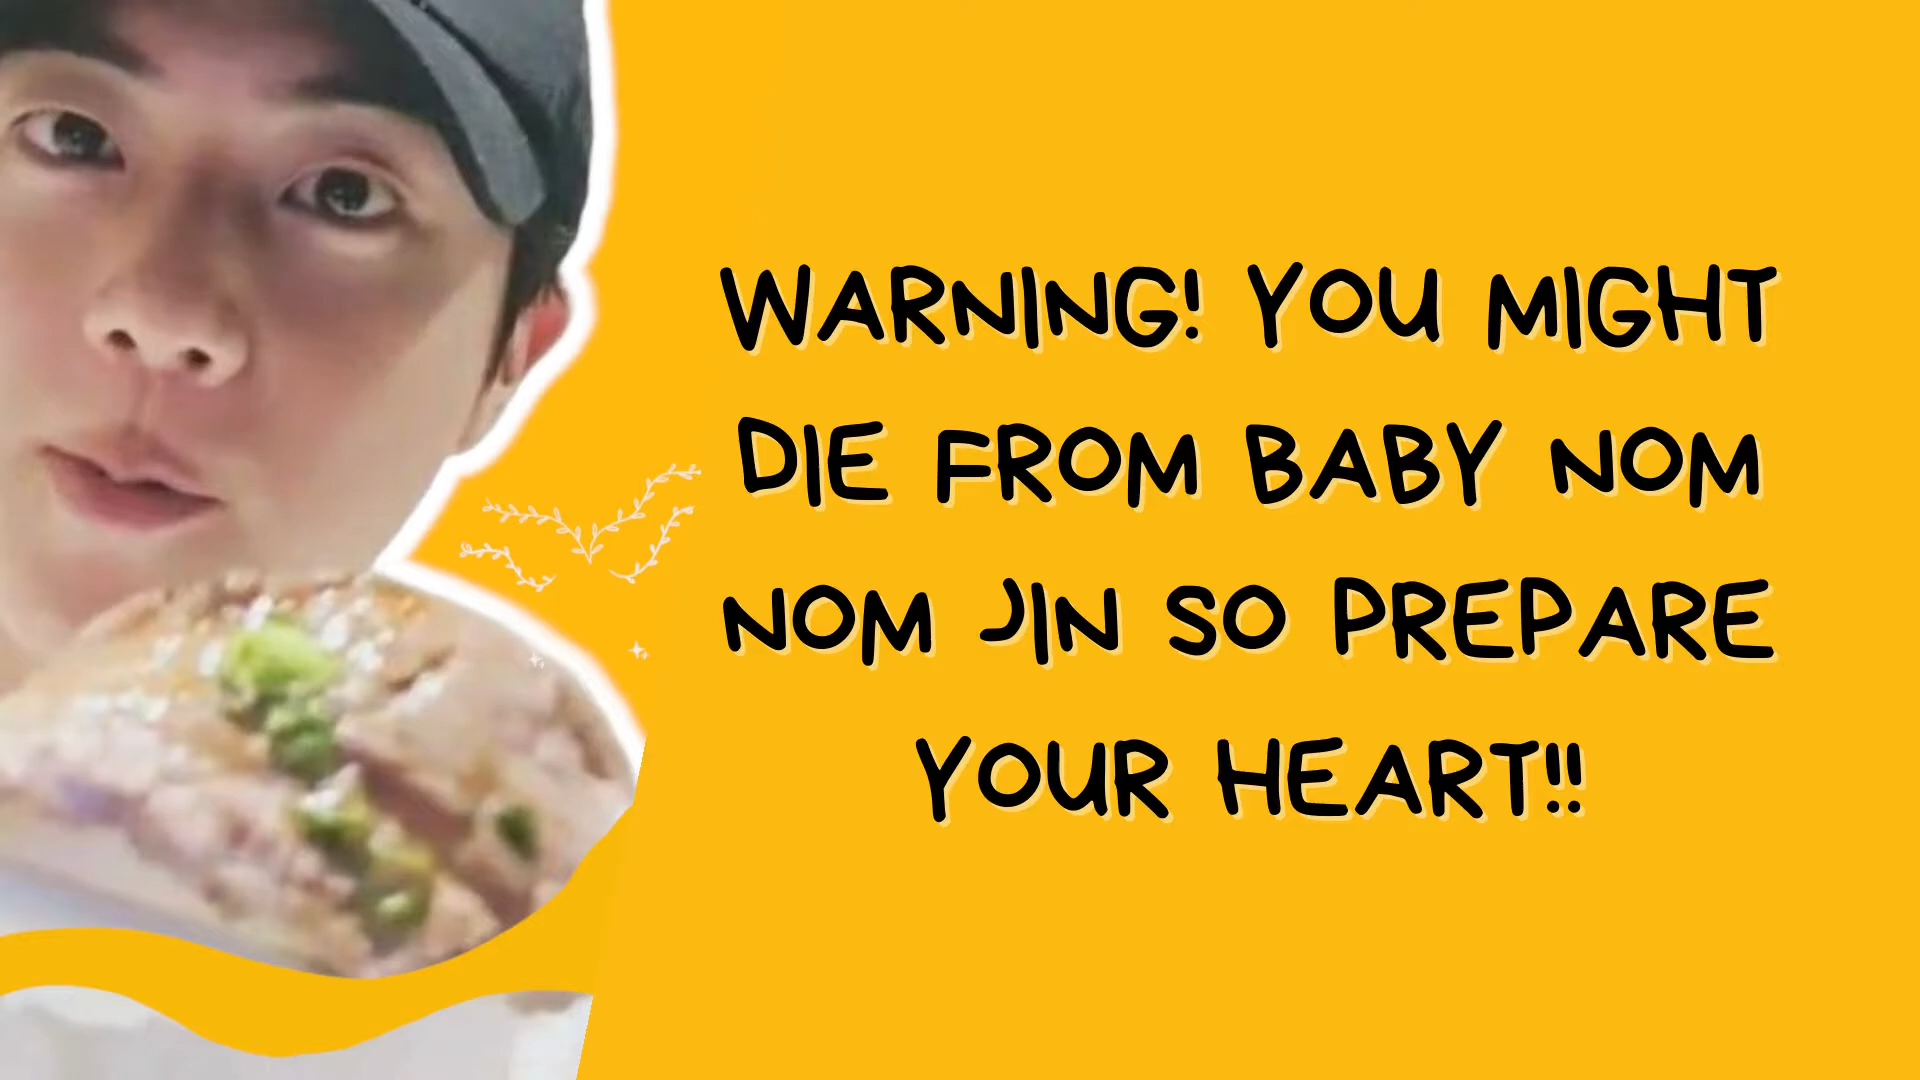 WARNING! YOU MIGHT
DIE FROM BABY NOM
NOM JIN SO PREPARE
YOUR HEART!!